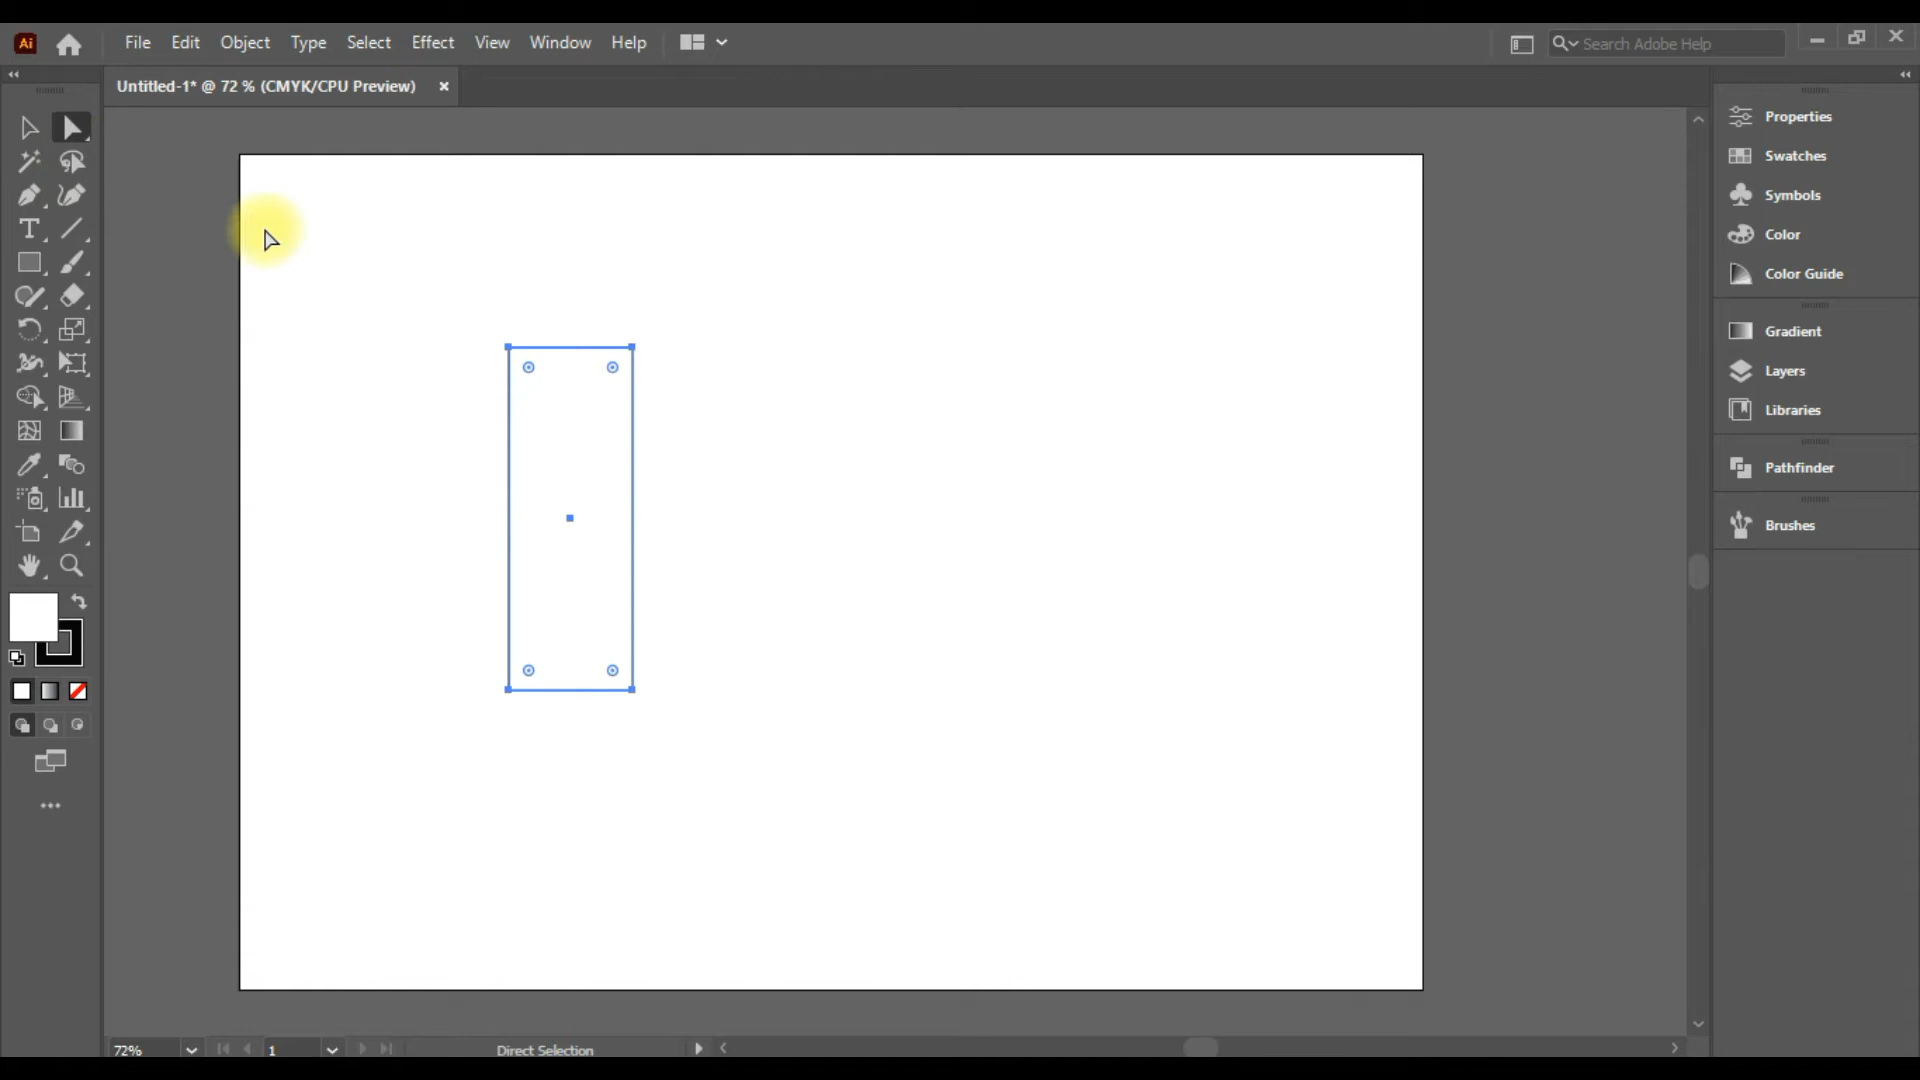 Ai File Edit Object Type Select Effect View Window Help Search Adobe Help
Untitled-1* @ 72 % (CMYK/CPU Preview)
Properties
Swatches
Symbols
Color
Color Guide
Gradient
Layers
Libraries
Pathfinder
Brushes
72% 1 Direct Selection